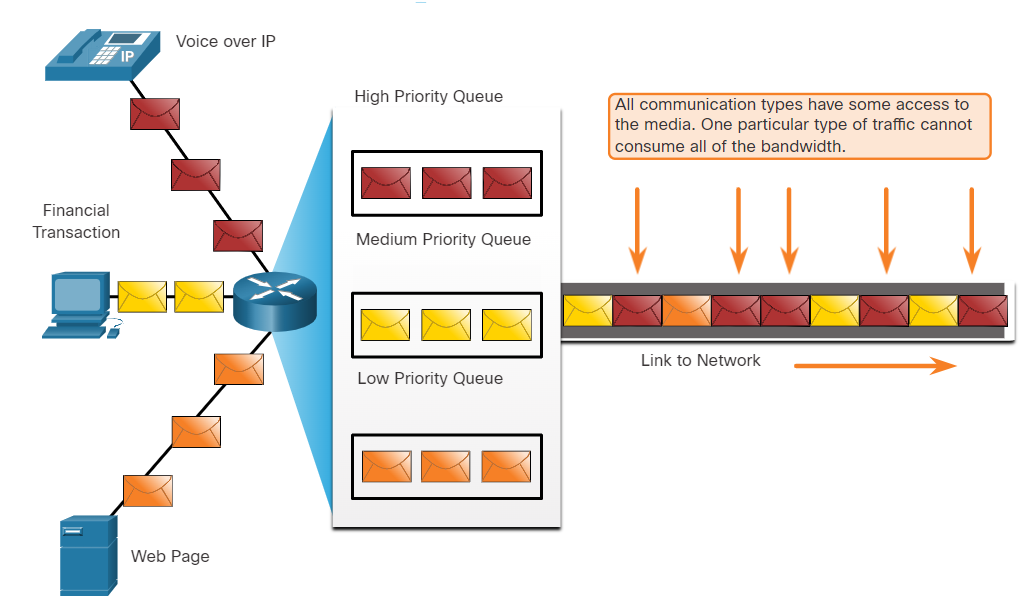 Voice over IP
IP
High Priority Queue
All communication types have some access to
the media. One particular type of traffic cannot
consume all of the bandwidth.
Financial
Transaction
Medium Priority Queue
Link to Network
Low Priority Queue
Web Page